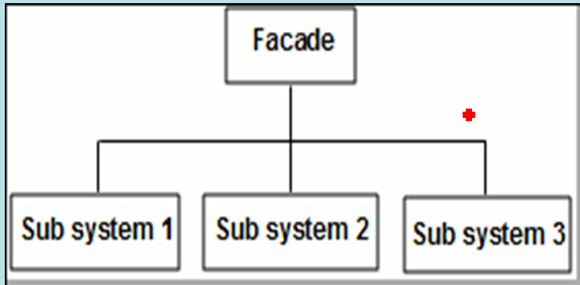 Facade
Sub system 1
Sub system 2
Sub system 3